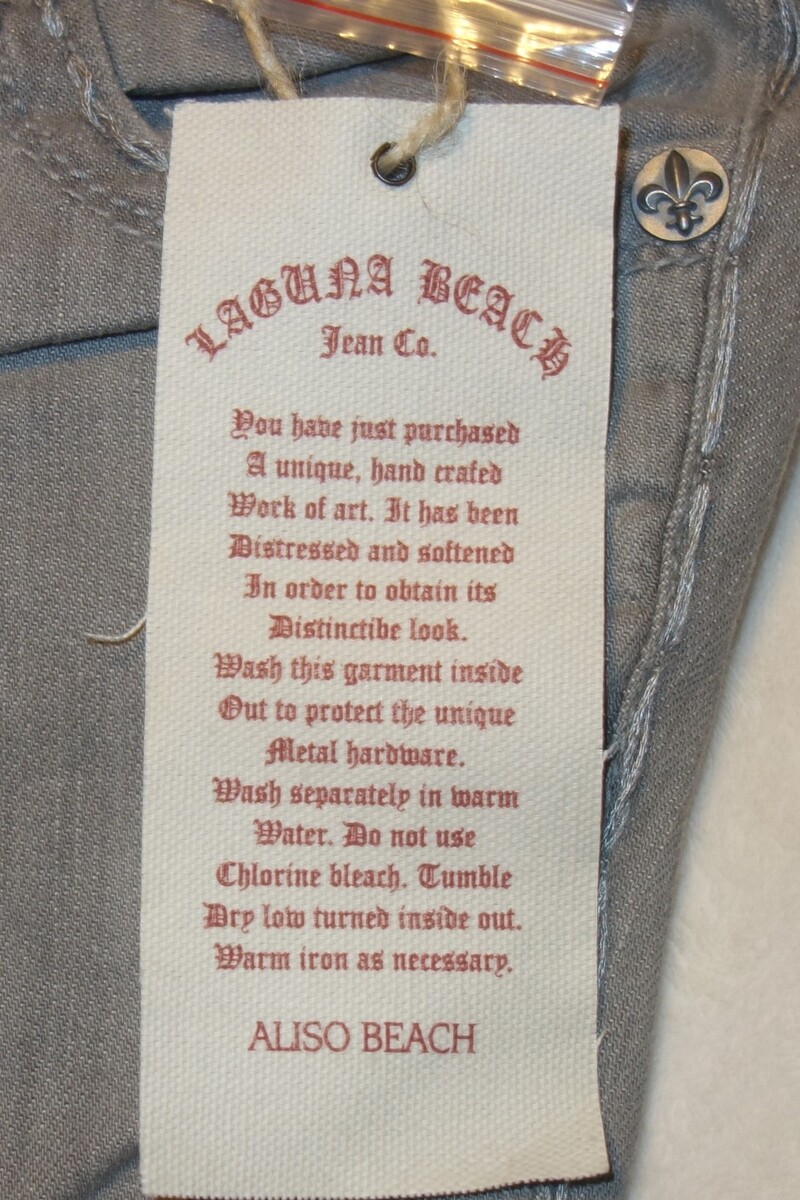 LAGUNA BEACH
Jean Co.
You have just purchased
A unique, hand crafed
Work of art. It has been
Distressed and softened
In order to obtain its
Distinctibe look.
Wash this garment inside
Out to protect the unique
Metal hardware.
Wash separately in warm
Water. Do not use
Chlorine bleach. Tumble
Dry low turned inside out.
Warm iron as necessary.
ALISO BEACH